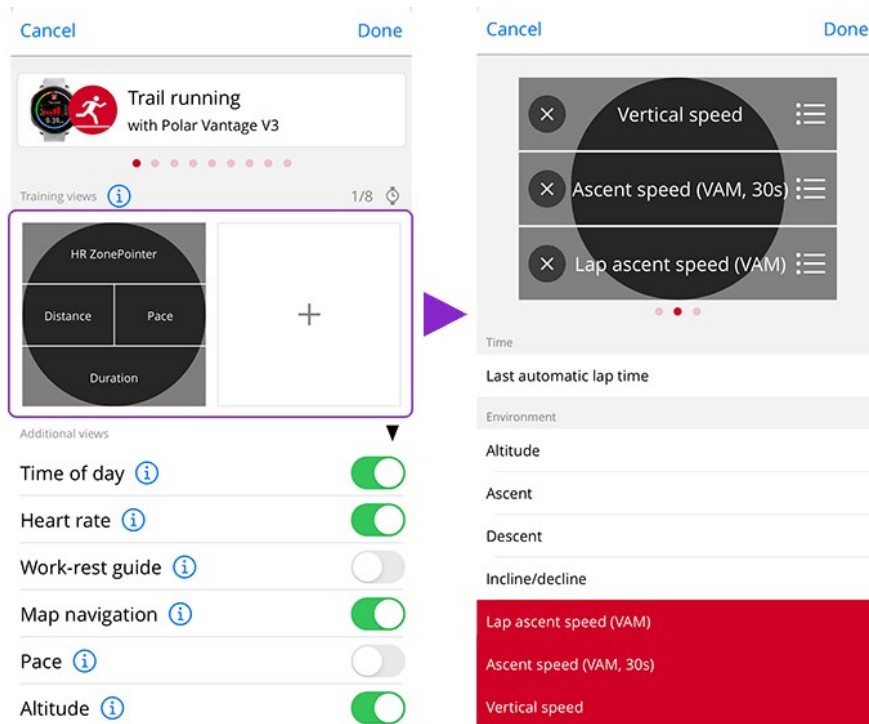 Cancel
Done
Trail running
with Polar Vantage V3
Training views
1/8
HR ZonePointer
Distance
Pace
Duration
Additional views
Time of day
Heart rate
Work-rest guide
Map navigation
Pace
Altitude
Cancel
Done
Vertical speed
Ascent speed (VAM, 30s)
Lap ascent speed (VAM)
Time
Last automatic lap time
Environment
Altitude
Ascent
Descent
Incline/decline
Lap ascent speed (VAM)
Ascent speed (VAM, 30s)
Vertical speed